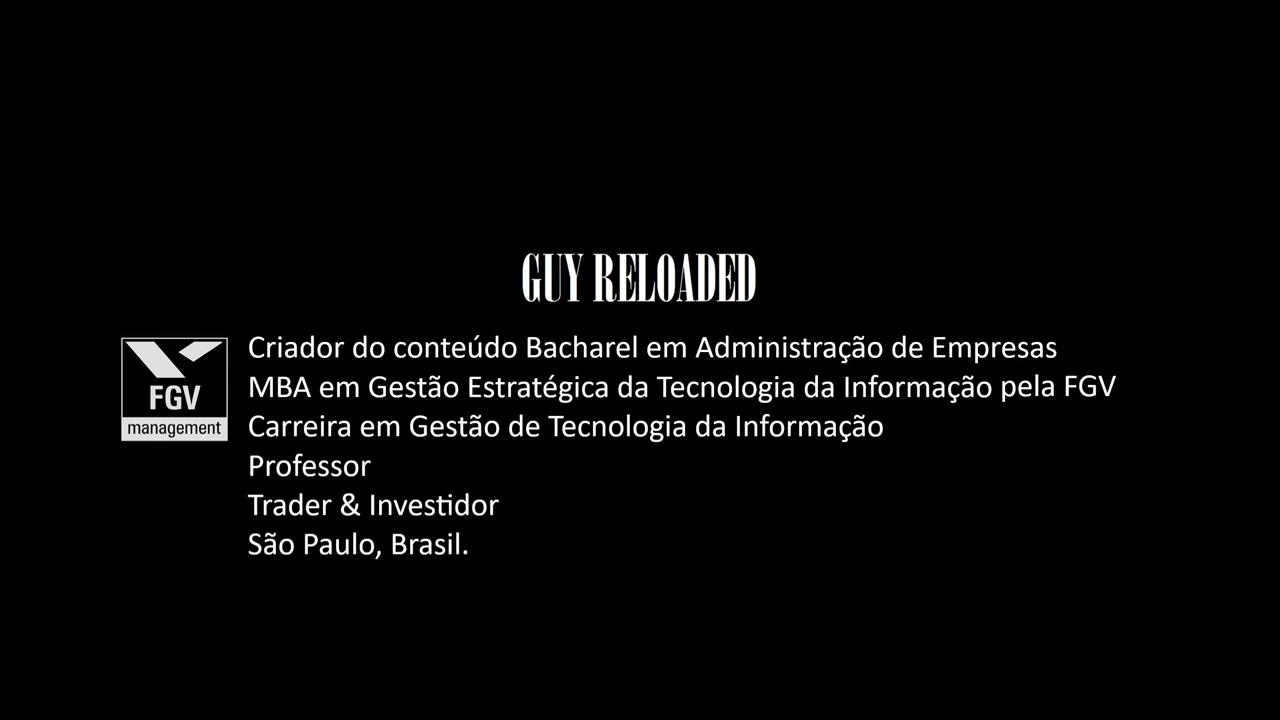 GUY RELOADED
Criador do conteúdo Bacharel em Administração de Empresas
MBA em Gestão Estratégica da Tecnologia da Informação pela FGV
Carreira em Gestão de Tecnologia da Informação
Professor
Trader & Investidor
São Paulo, Brasil.
FGV
management